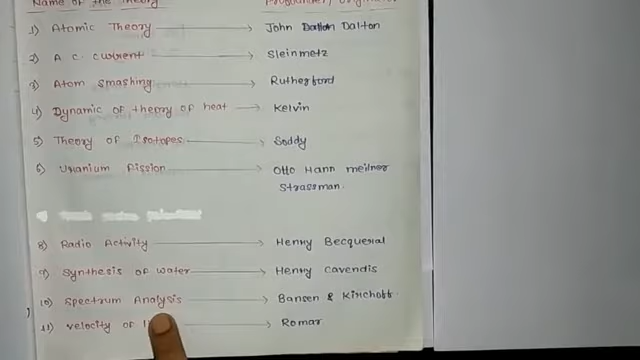 Name of the Theory
1) Atomic Theory John Dalton Dalton
2) A C. Current Steinmetz
3) Atom Smashing Rutherford
4) Dynamic of theory of heat Kelvin
5) Theory of Isotopes Soddy
6) Uranium Fission Otto Hann meitner
Strassman.
8) Radio Activity Henry Becqueral
9) Synthesis of water Henry Cavendis
10) Spectrum Analysis Bansen & Kirchoff.
11) Velocity of Romar